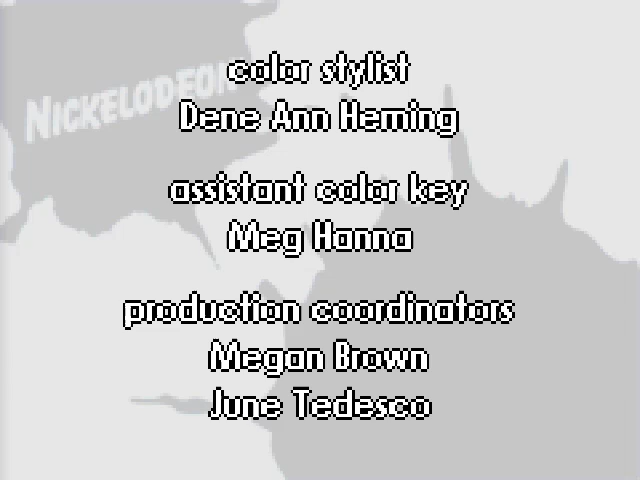 NICKELODEON
color stylist
Dene Ann Heming
assistant color key
Meg Hanna
production coordinators
Megan Brown
June Tedesco